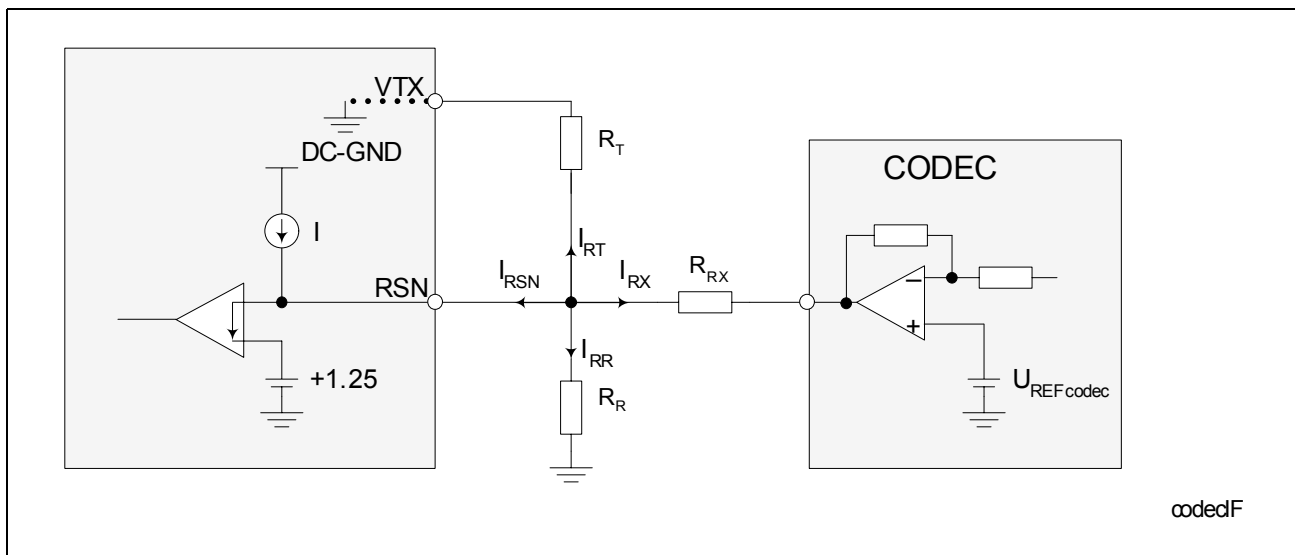 VTX
DC-GND
I
RSN
+1.25
R_T
I_RT
I_RSN
I_RX
R_RX
I_RR
R_R
CODEC
−
+
U_REFcodec
codecIF